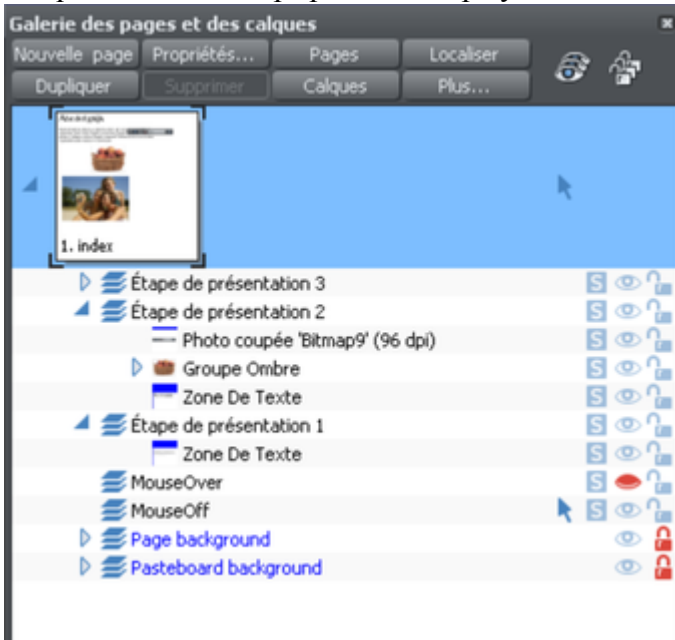 Galerie des pages et des calques
Nouvelle page Propriétés... Pages Localiser
Dupliquer Supprimer Calques Plus...
1. index
Étape de présentation 3
Étape de présentation 2
Photo coupée 'Bitmap9' (96 dpi)
Groupe Ombre
Zone De Texte
Étape de présentation 1
Zone De Texte
MouseOver
MouseOff
Page background
Pasteboard background